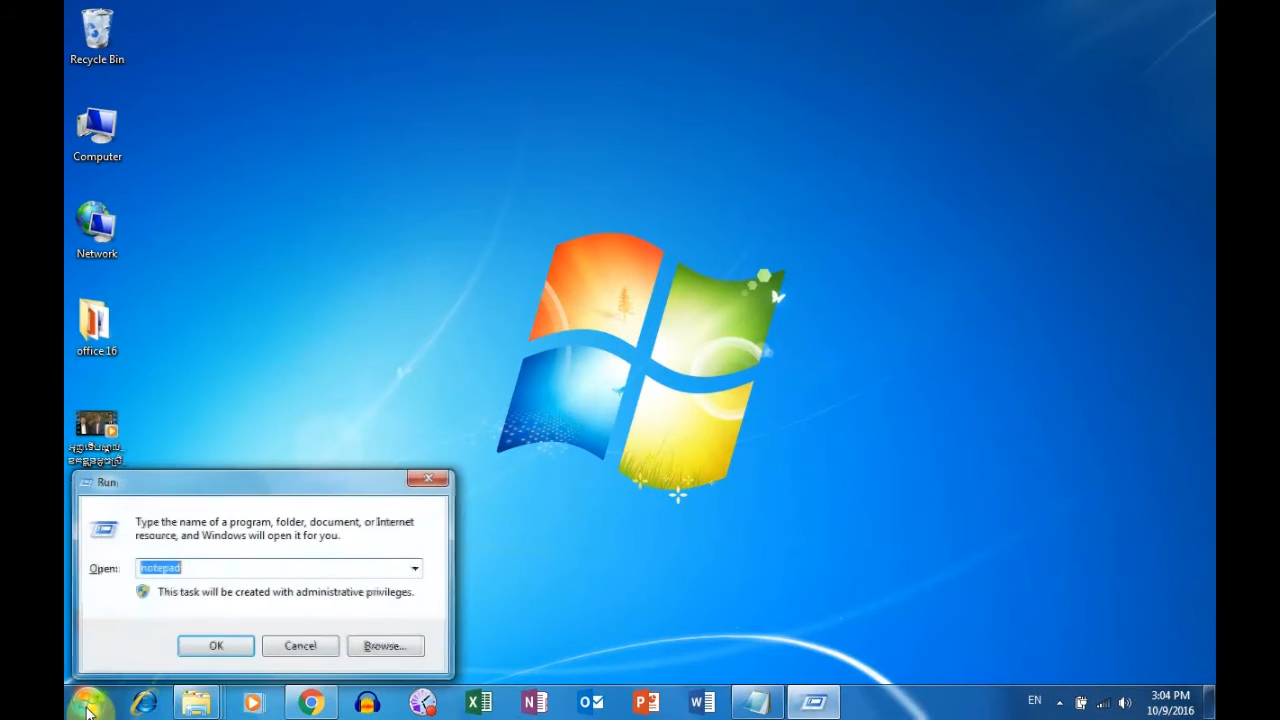 Recycle Bin
Computer
Network
office 16
Run
Type the name of a program, folder, document, or Internet
resource, and Windows will open it for you.
Open: notepad
This task will be created with administrative privileges.
OK Cancel Browse...
EN
3:04 PM
10/9/2016